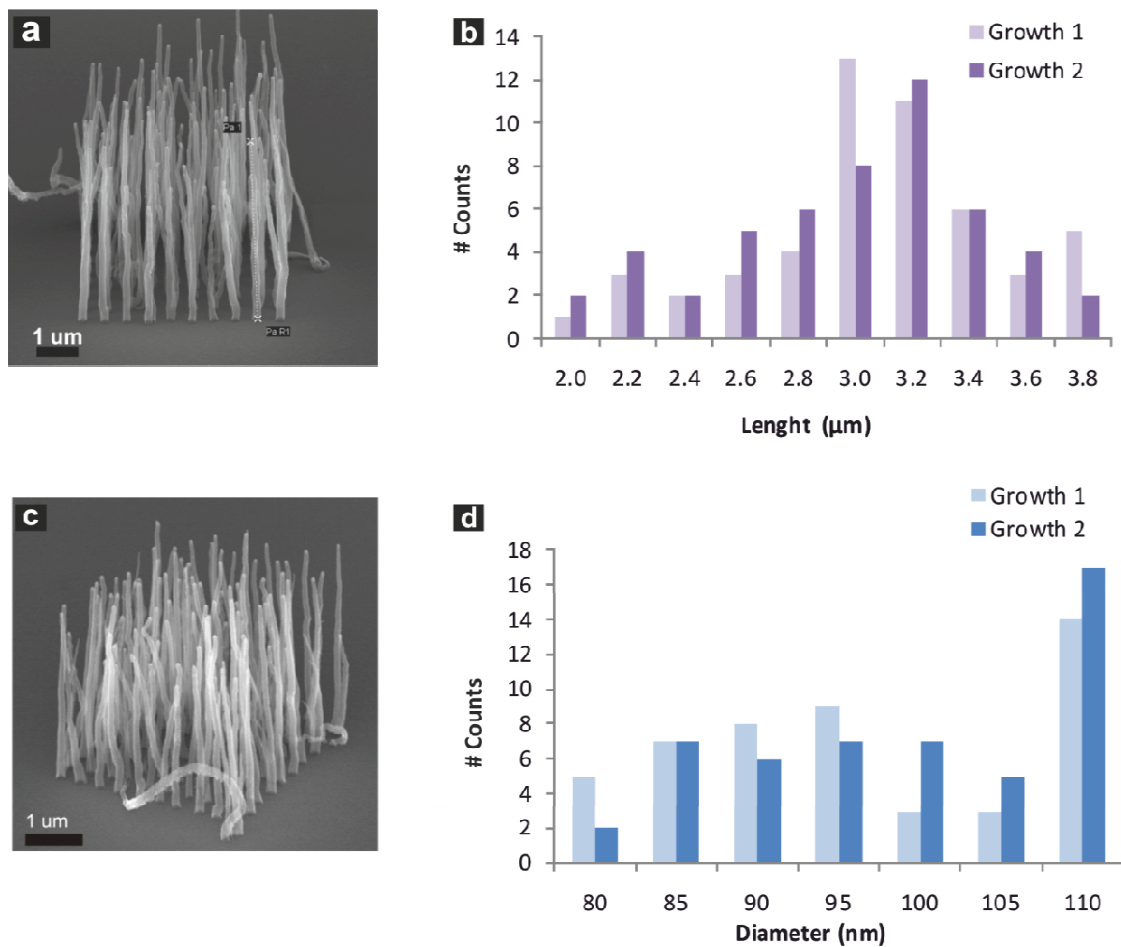 a
Pa 1
Pa R1
1 um
b
Growth 1
Growth 2
14
12
10
8
6
4
2
0
# Counts
2.0 2.2 2.4 2.6 2.8 3.0 3.2 3.4 3.6 3.8
Lenght (µm)
c
1 um
d
Growth 1
Growth 2
18
16
14
12
10
8
6
4
2
0
# Counts
80 85 90 95 100 105 110
Diameter (nm)